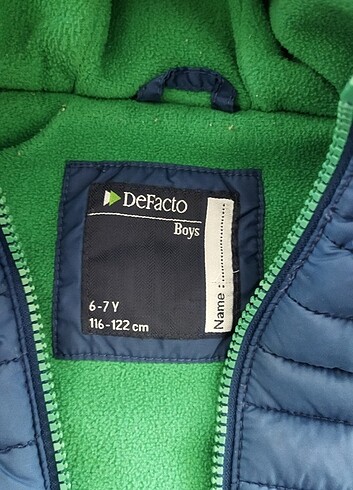 DeFacto
Boys
6-7 Y
116-122 cm
Name :